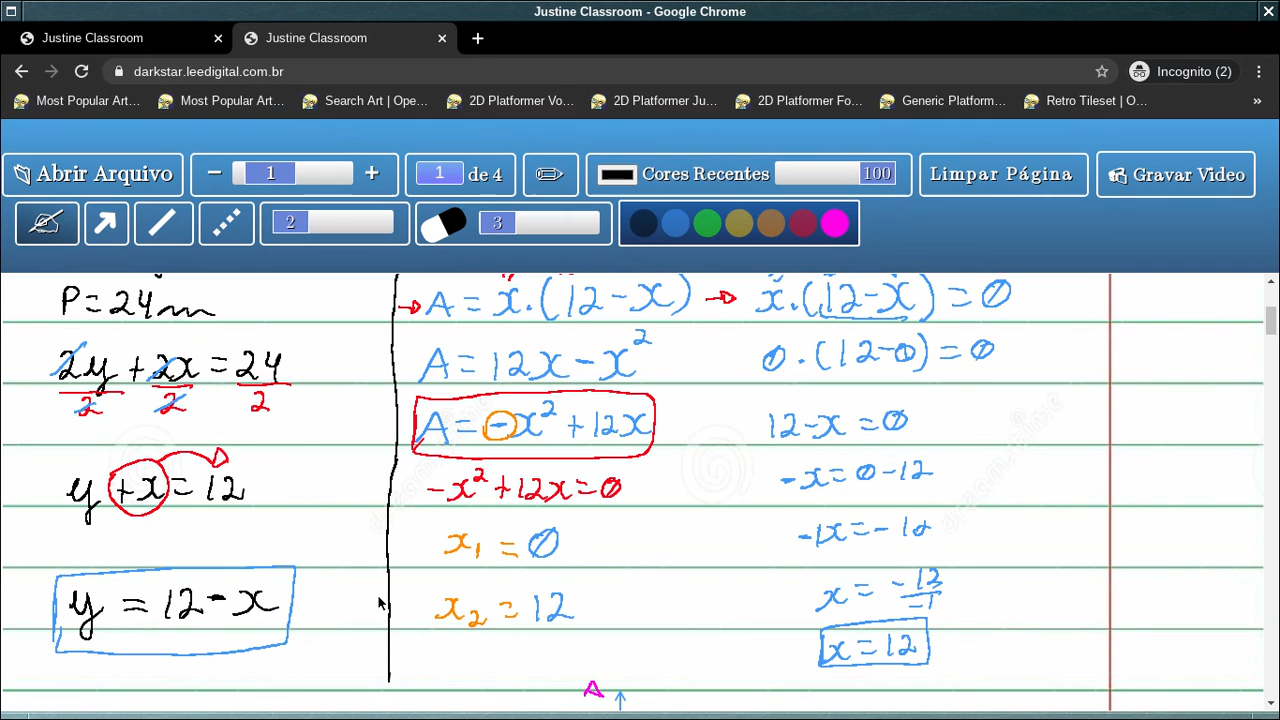 Justine Classroom - Google Chrome
Justine Classroom
Justine Classroom
darkstar.leedigital.com.br
Incognito (2)
Most Popular Art...
Most Popular Art...
Search Art | Ope...
2D Platformer Vo...
2D Platformer Ju...
2D Platformer Fo...
Generic Platform...
Retro Tileset | O...
Abrir Arquivo
− 1 +
1 de 4
Cores Recentes 100
Limpar Página
Gravar Video
2
3
P = 24m
2y + 2x = 24
2 2 2
y + x = 12
y = 12 - x
A = x · (12 - x)
A = 12x - x²
A = -x² + 12x
-x² + 12x = 0
x₁ = 0
x₂ = 12
x · (12 - x) = 0
0 · (12 - 0) = 0
12 - x = 0
-x = 0 - 12
-1x = -12
x = -12/-1
x = 12
A
dreamstime